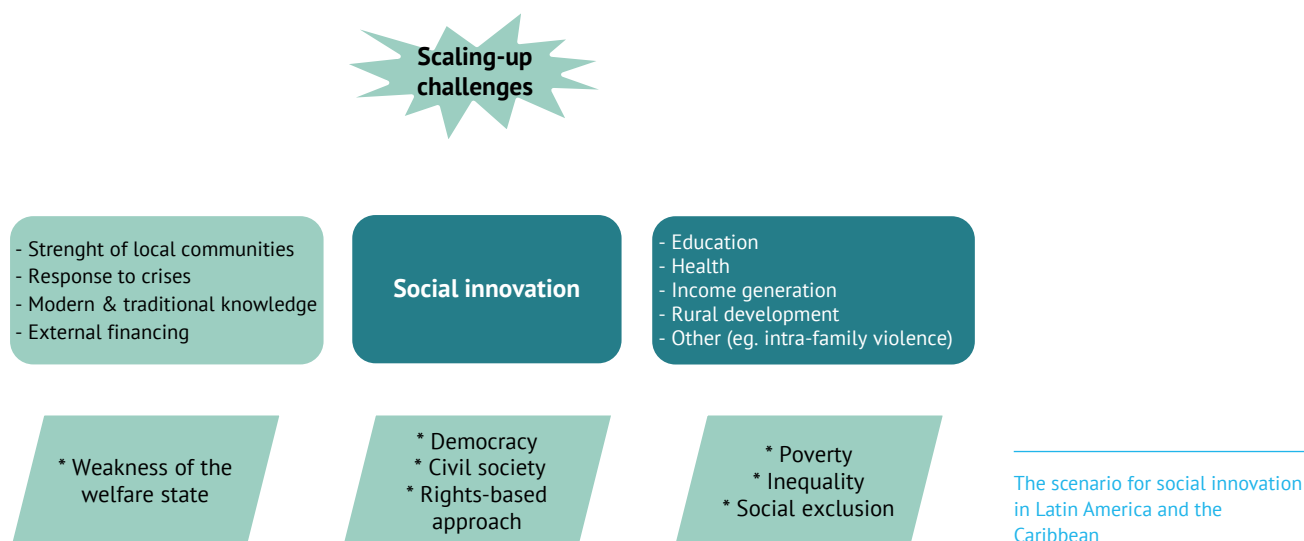 Scaling-up
challenges
- Strenght of local communities
- Response to crises
- Modern & traditional knowledge
- External financing
Social innovation
- Education
- Health
- Income generation
- Rural development
- Other (eg. intra-family violence)
* Weakness of the
welfare state
* Democracy
* Civil society
* Rights-based
approach
* Poverty
* Inequality
* Social exclusion
The scenario for social innovation
in Latin America and the
Caribbean